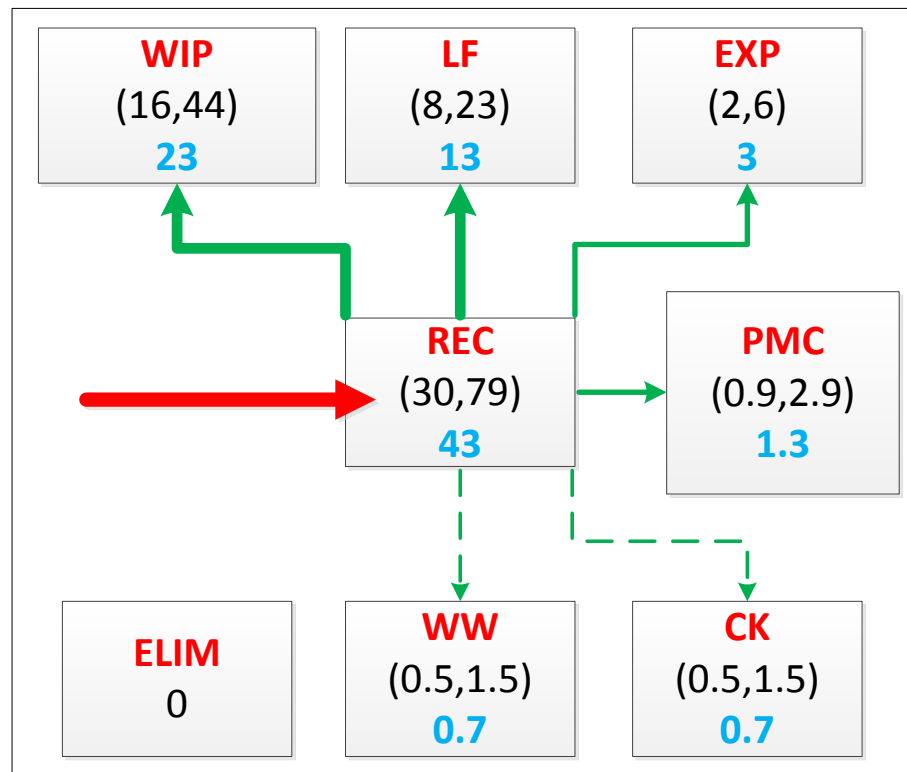 WIP
(16,44)
23
LF
(8,23)
13
EXP
(2,6)
3
REC
(30,79)
43
PMC
(0.9,2.9)
1.3
ELIM
0
WW
(0.5,1.5)
0.7
CK
(0.5,1.5)
0.7